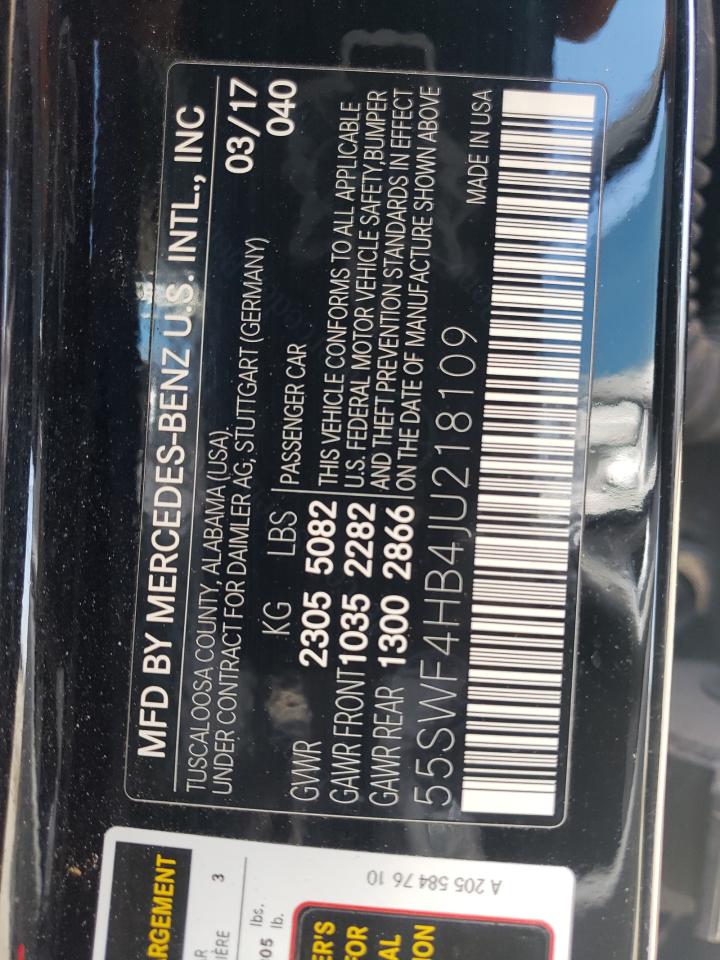 MFD BY MERCEDES-BENZ U.S. INTL., INC
TUSCALOOSA COUNTY, ALABAMA (USA),
UNDER CONTRACT FOR DAIMLER AG, STUTTGART (GERMANY)
03/17
040
KG LBS
GVWR 2305 5082
GAWR FRONT 1035 2282
GAWR REAR 1300 2866
PASSENGER CAR
THIS VEHICLE CONFORMS TO ALL APPLICABLE
U.S. FEDERAL MOTOR VEHICLE SAFETY,BUMPER
AND THEFT PREVENTION STANDARDS IN EFFECT
ON THE DATE OF MANUFACTURE SHOWN ABOVE
55SWF4HB4JU218109
MADE IN USA
ARGEMENT
3
lbs.
lb.
A 205 584 76 10